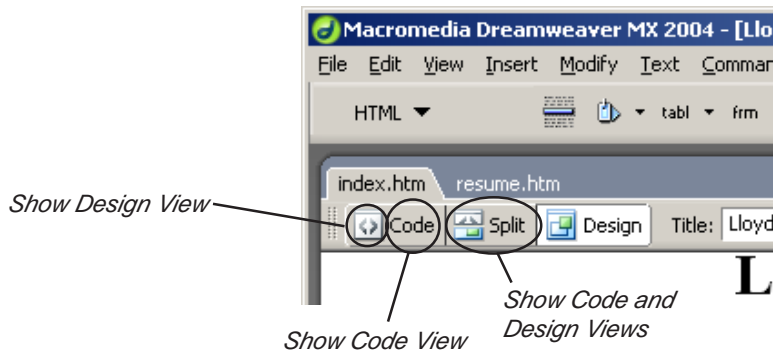 Macromedia Dreamweaver MX 2004 - [Llo
File Edit View Insert Modify Text Comman
HTML tabl frm
index.htm resume.htm
Show Design View
Code Split Design Title: Lloyd
L
Show Code and
Design Views
Show Code View